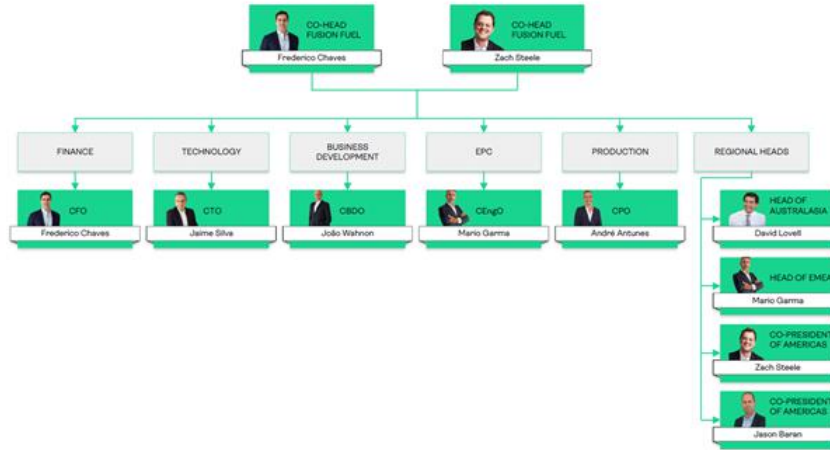 CO-HEAD
FUSION FUEL
Frederico Chaves
CO-HEAD
FUSION FUEL
Zach Steele
FINANCE
TECHNOLOGY
BUSINESS
DEVELOPMENT
EPC
PRODUCTION
REGIONAL HEADS
CFO
Frederico Chaves
CTO
Jaime Silva
CBDO
João Wahnon
CEngO
Mario Garma
CPO
André Antunes
HEAD OF
AUSTRALASIA
David Lovell
HEAD OF EMEA
Mario Garma
CO-PRESIDENT
OF AMERICAS
Zach Steele
CO-PRESIDENT
OF AMERICAS
Jason Baran